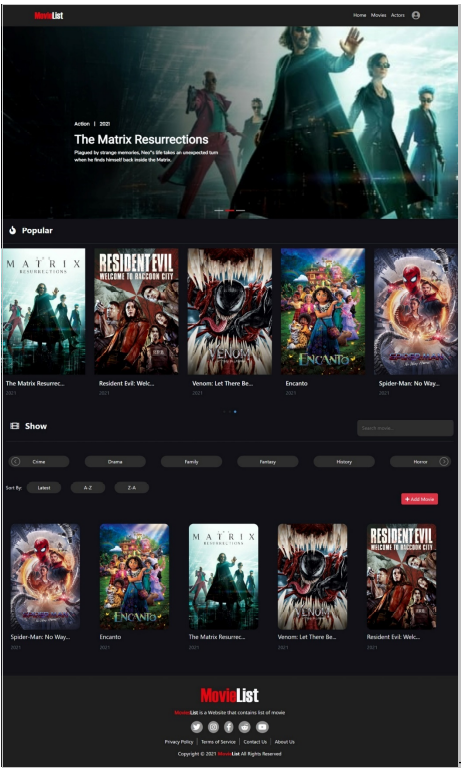 MovieList
Home Movies Actors
Action | 2021
The Matrix Resurrections
Plagued by strange memories, Neo"s life takes an unexpected turn
when he finds himself back inside the Matrix.
Popular
THE
MATRIX
RESURRECTIONS
RESIDENT EVIL
WELCOME TO RACCOON CITY
VENOM
ENCANTO
SPIDER-MAN
The Matrix Resurrec... Resident Evil: Welc... Venom: Let There Be... Encanto Spider-Man: No Way...
2021 2021 2021 2021 2021
Show
Search movie..
Crime Drama Family Fantasy History Horror
Sort By: Latest A-Z Z-A
+ Add Movie
SPIDER-MAN
ENCANTO
MATRIX
RESURRECTIONS
VENOM
RESIDENT EVIL
WELCOME TO RACCOON CITY
Spider-Man: No Way... Encanto The Matrix Resurrec... Venom: Let There Be... Resident Evil: Welc...
2021 2021 2021 2021 2021
MovieList
MovieList is a Website that contains list of movie
Privacy Policy | Terms of Service | Contact Us | About Us
Copyright © 2021 MovieList All Rights Reserved